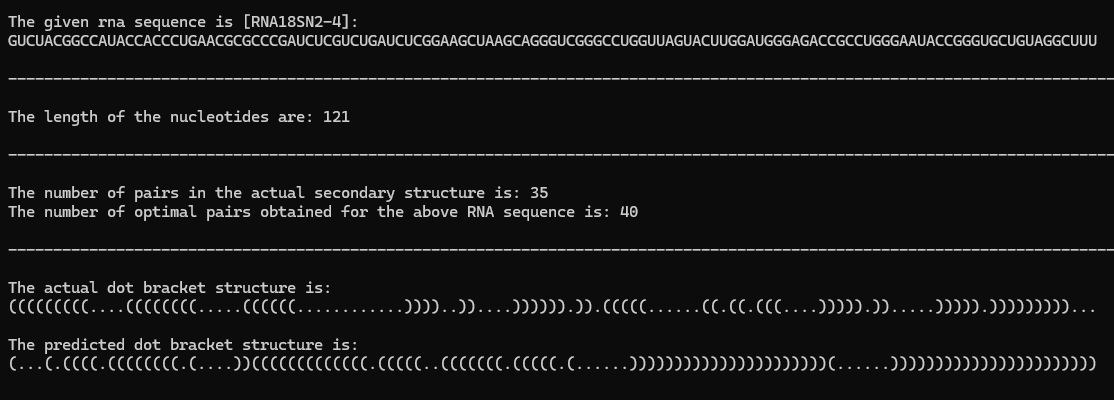 The given rna sequence is [RNA18SN2-4]:
GUCUACGGCCAUACCACCCUGAACGCGCCCGAUCUCGUCUGAUCUCGGAAGCUAAGCAGGGUCGGGCCUGGUUAGUACUUGGAUGGGAGACCGCCUGGGAAUACCGGGUGCUGUAGGCUUU
The length of the nucleotides are: 121
The number of pairs in the actual secondary structure is: 35
The number of optimal pairs obtained for the above RNA sequence is: 40
The actual dot bracket structure is:
(((((((((....((((((((.....((((((............))))..))....)))))).)).(((((......((.((.(((....))))).)).....))))).)))))))))...
The predicted dot bracket structure is:
(...(.((((.((((((((.(....))(((((((((((((.(((((..(((((((.(((((.(......))))))))))))))))))))))(......)))))))))))))))))))))))